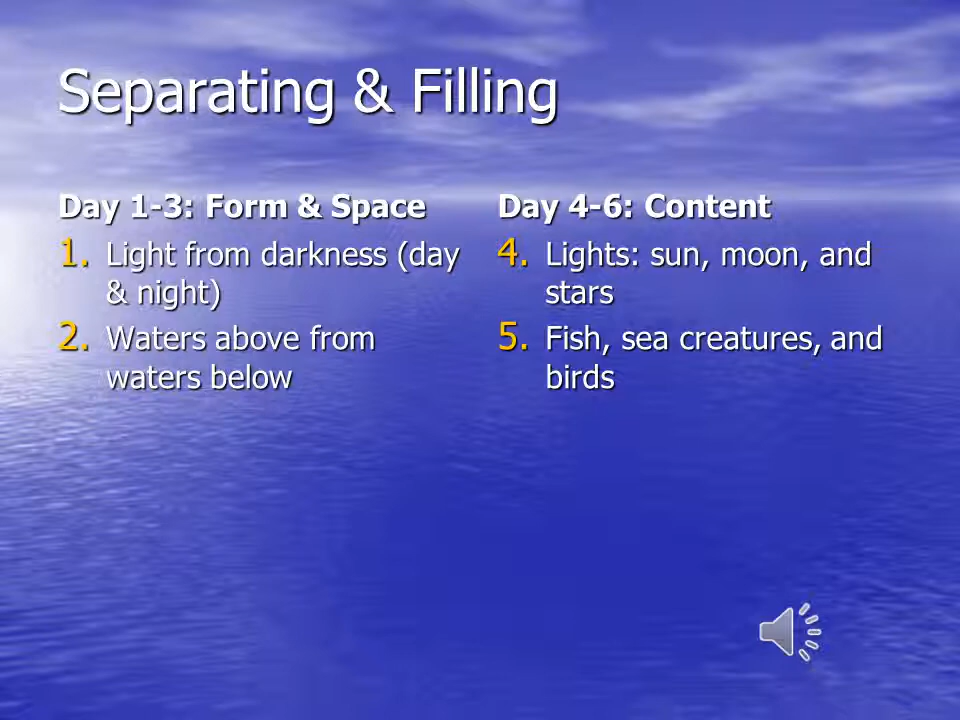 Separating & Filling
Day 1-3: Form & Space
1. Light from darkness (day
& night)
2. Waters above from
waters below
Day 4-6: Content
4. Lights: sun, moon, and
stars
5. Fish, sea creatures, and
birds